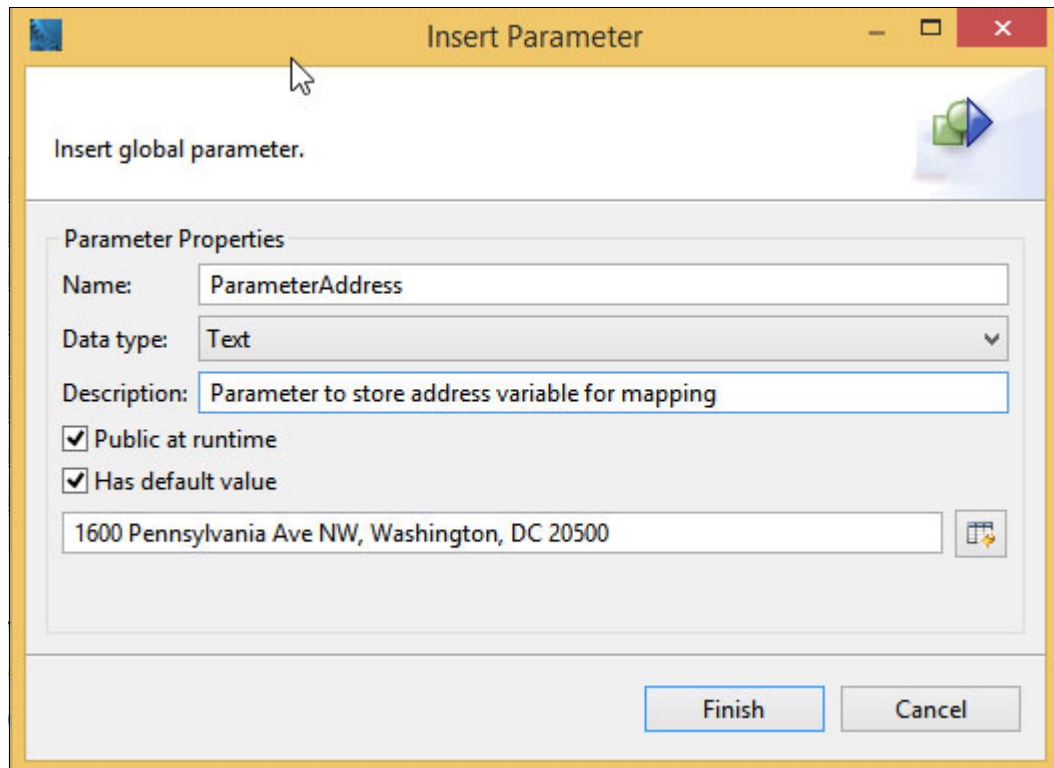 Insert Parameter
Insert global parameter.
Parameter Properties
Name: ParameterAddress
Data type: Text
Description: Parameter to store address variable for mapping
Public at runtime
Has default value
1600 Pennsylvania Ave NW, Washington, DC 20500
Finish Cancel